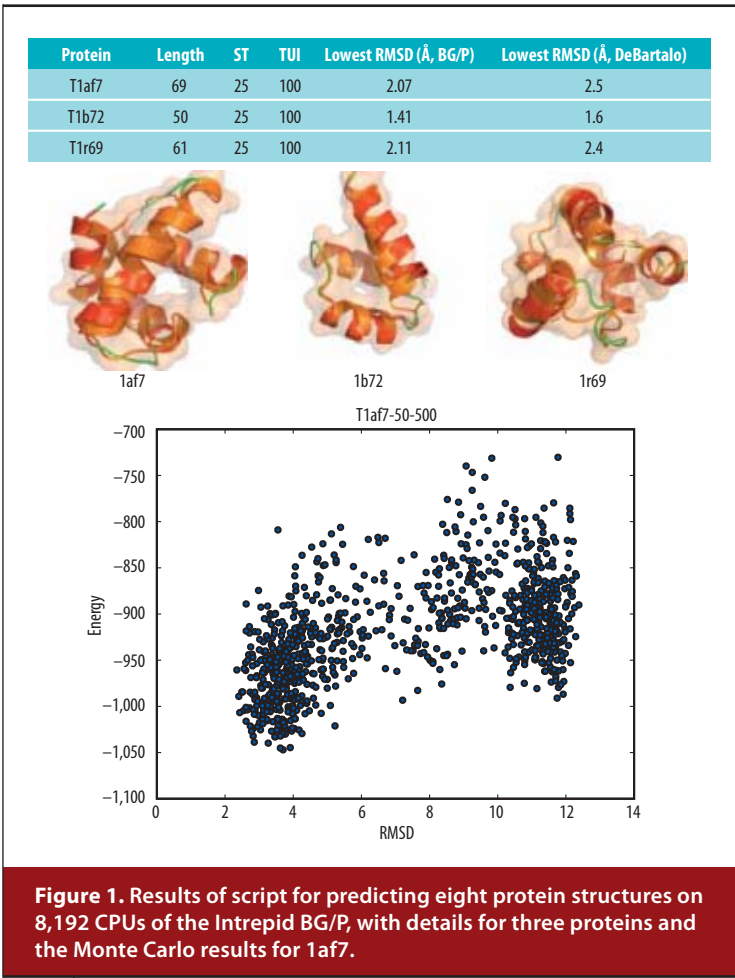 Protein Length ST TUI Lowest RMSD (Å, BG/P) Lowest RMSD (Å, DeBartalo)
T1af7 69 25 100 2.07 2.5
T1b72 50 25 100 1.41 1.6
T1r69 61 25 100 2.11 2.4
1af7 1b72 1r69
T1af7-50-500
−700
−750
−800
−850
−900
−950
−1,000
−1,050
−1,100
Energy
0 2 4 6 8 10 12 14
RMSD
Figure 1. Results of script for predicting eight protein structures on
8,192 CPUs of the Intrepid BG/P, with details for three proteins and
the Monte Carlo results for 1af7.